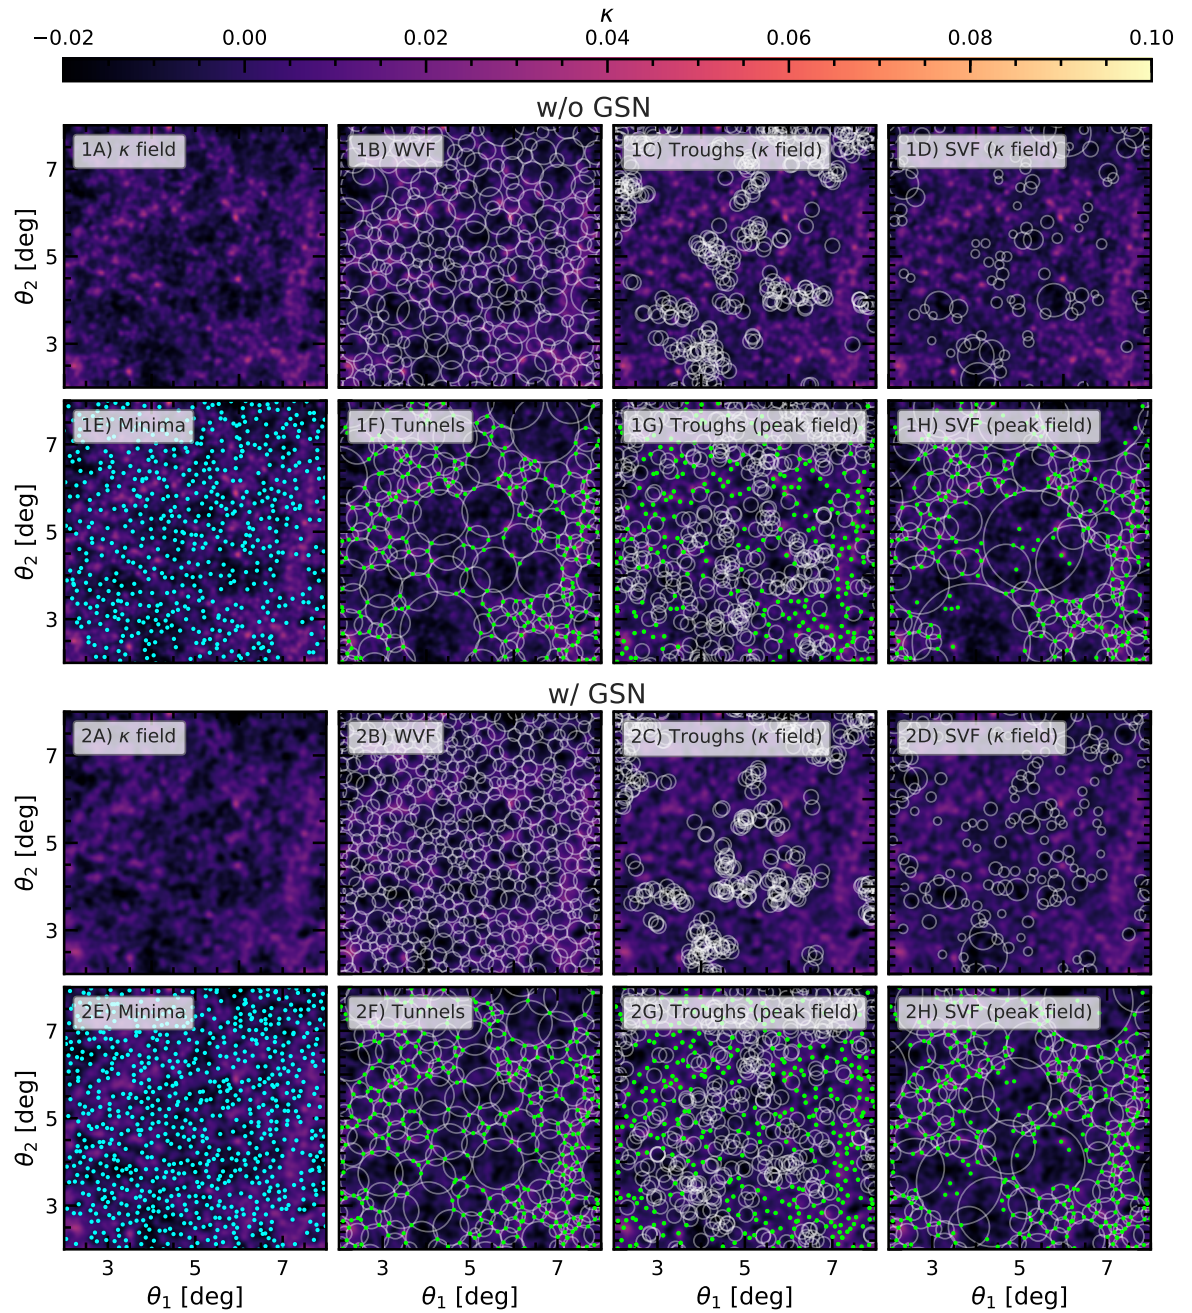 κ
−0.02 0.00 0.02 0.04 0.06 0.08 0.10
w/o GSN
1A) κ field 1B) WVF 1C) Troughs (κ field) 1D) SVF (κ field)
7
5
3
θ2 [deg]
1E) Minima 1F) Tunnels 1G) Troughs (peak field) 1H) SVF (peak field)
7
5
3
θ2 [deg]
w/ GSN
2A) κ field 2B) WVF 2C) Troughs (κ field) 2D) SVF (κ field)
7
5
3
θ2 [deg]
2E) Minima 2F) Tunnels 2G) Troughs (peak field) 2H) SVF (peak field)
7
5
3
θ2 [deg]
3 5 7 3 5 7 3 5 7 3 5 7
θ1 [deg] θ1 [deg] θ1 [deg] θ1 [deg]